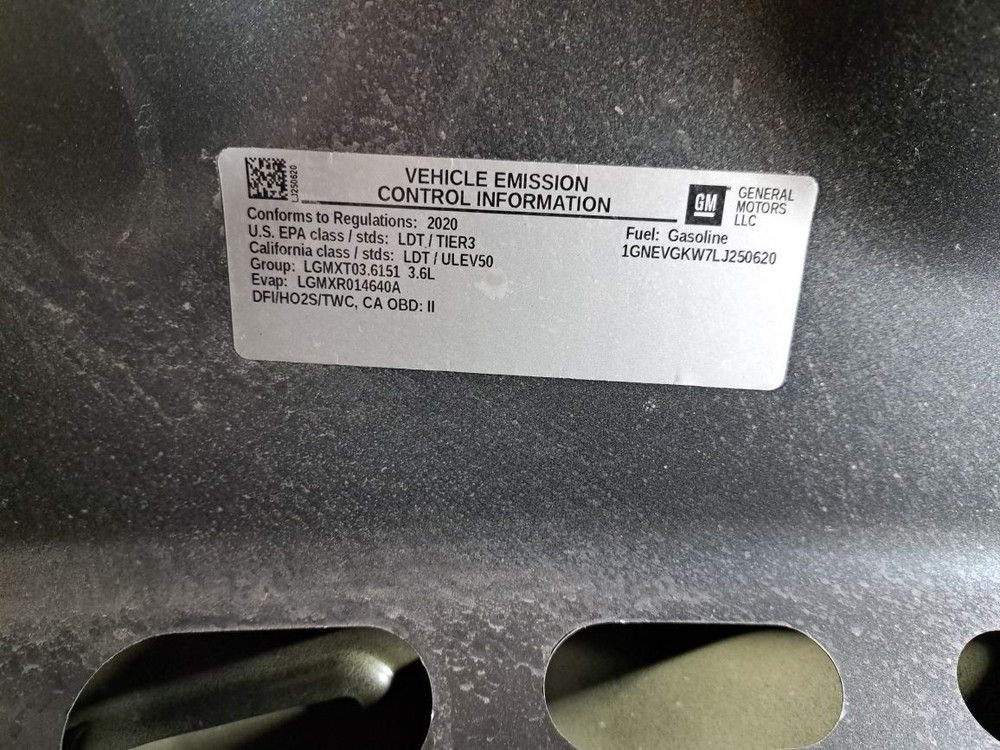 LJ250620
VEHICLE EMISSION
CONTROL INFORMATION
GM
GENERAL
MOTORS
LLC
Conforms to Regulations: 2020
U.S. EPA class / stds: LDT / TIER3
California class / stds: LDT / ULEV50
Group: LGMXT03.6151 3.6L
Evap: LGMXR014640A
DFI/HO2S/TWC, CA OBD: II
Fuel: Gasoline
1GNEVGKW7LJ250620